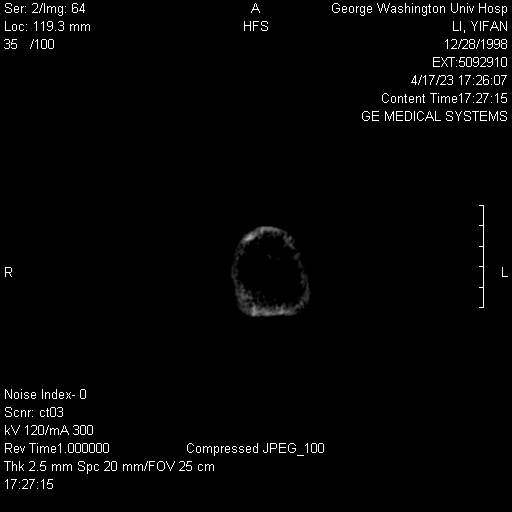 Ser: 2/Img: 64
Loc: 119.3 mm
35 /100
A
HFS
George Washington Univ Hosp
LI, YIFAN
12/28/1998
EXT:5092910
4/17/23 17:26:07
Content Time17:27:15
GE MEDICAL SYSTEMS
R
L
Noise Index- 0
Scnr: ct03
kV 120/mA 300
Rev Time1.000000
Compressed JPEG_100
Thk 2.5 mm Spc 20 mm/FOV 25 cm
17:27:15